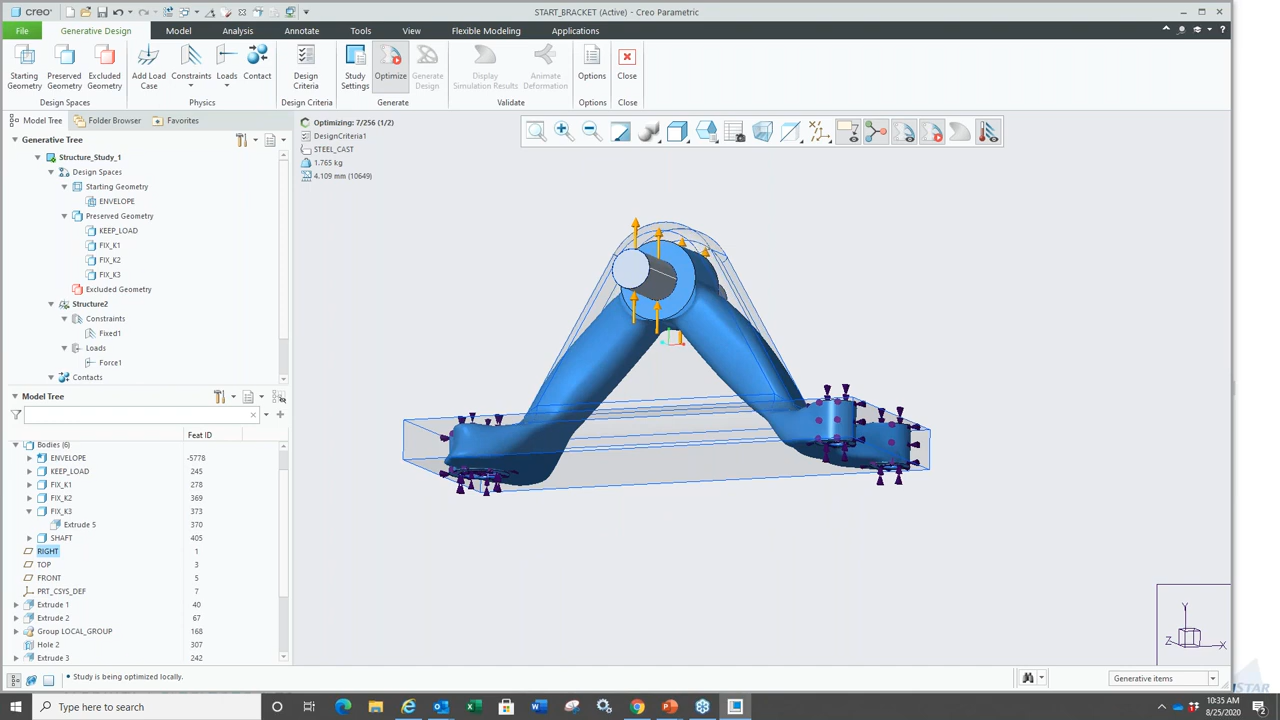 creo
START_BRACKET (Active) - Creo Parametric
File
Generative Design
Model
Analysis
Annotate
Tools
View
Flexible Modeling
Applications
Starting Geometry
Preserved Geometry
Excluded Geometry
Add Load Case
Constraints
Loads
Contact
Design Criteria
Study Settings
Optimize
Generate Design
Display Simulation Results
Animate Deformation
Options
Close
Design Spaces
Physics
Design Criteria
Generate
Validate
Options
Close
Model Tree
Folder Browser
Favorites
Generative Tree
Structure_Study_1
Design Spaces
Starting Geometry
ENVELOPE
Preserved Geometry
KEEP_LOAD
FIX_K1
FIX_K2
FIX_K3
Excluded Geometry
Structure2
Constraints
Fixed1
Loads
Force1
Contacts
Model Tree
Feat ID
Bodies (6)
ENVELOPE -5778
KEEP_LOAD 245
FIX_K1 278
FIX_K2 369
FIX_K3 373
Extrude 5 370
SHAFT 405
RIGHT 1
TOP 3
FRONT 5
PRT_CSYS_DEF 7
Extrude 1 40
Extrude 2 67
Group LOCAL_GROUP 168
Hole 2 307
Extrude 3 242
Optimizing: 7/256 (1/2)
DesignCriteria1
STEEL_CAST
1.765 kg
4.109 mm (10649)
Y
Z
X
Study is being optimized locally.
Generative items
Type here to search
10:35 AM
8/25/2020
2